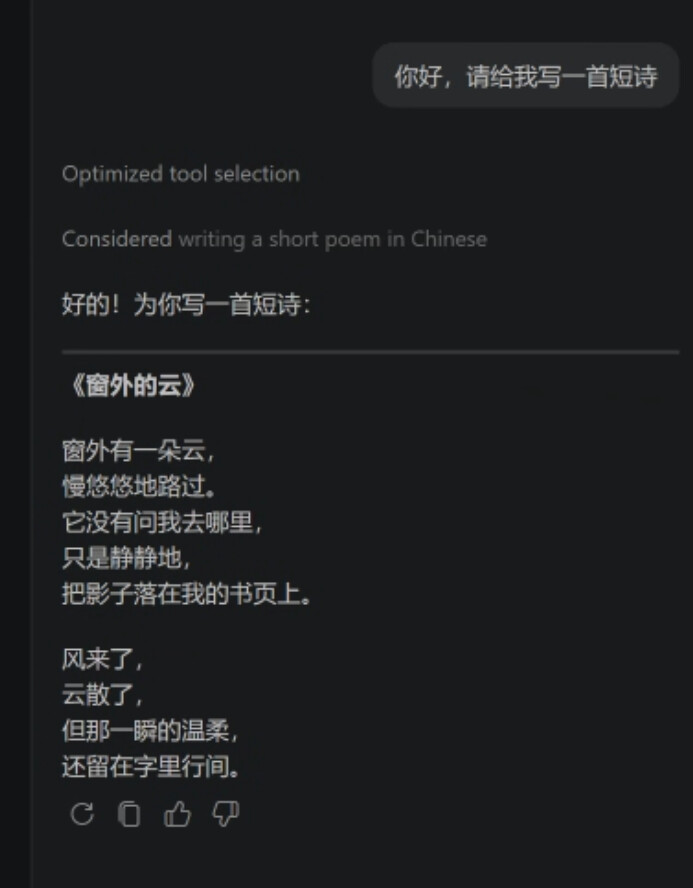 你好，请给我写一首短诗
Optimized tool selection
Considered writing a short poem in Chinese
好的！为你写一首短诗：
《窗外的云》
窗外有一朵云，
慢悠悠地路过。
它没有问我去哪里，
只是静静地，
把影子落在我的书页上。
风来了，
云散了，
但那一瞬的温柔，
还留在字里行间。